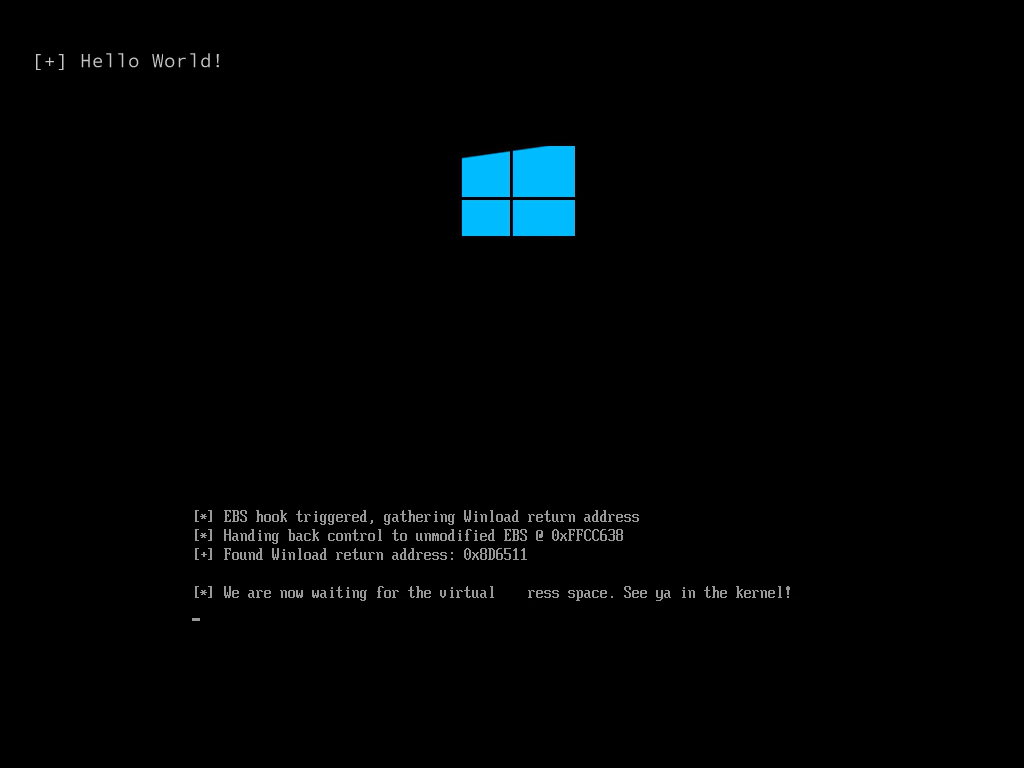 [+] Hello World!
[*] EBS hook triggered, gathering Winload return address
[*] Handing back control to unmodified EBS @ 0xFFCC638
[+] Found Winload return address: 0x8D6511
[*] We are now waiting for the virtual    ress space. See ya in the kernel!